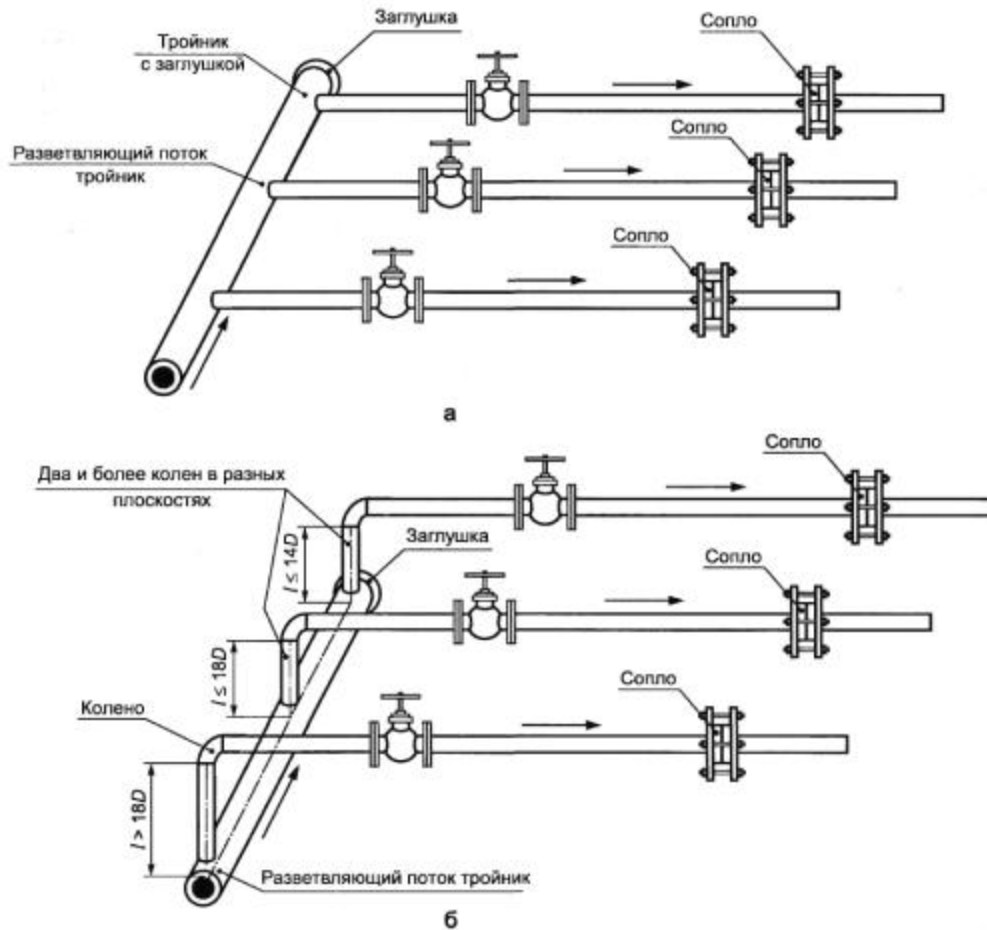 Заглушка
Сопло
Тройник
с заглушкой
Сопло
Разветвляющий поток
тройник
Сопло
а
Сопло
Два и более колен в разных
плоскостях
Заглушка
l ≤ 14D
Сопло
l ≤ 18D
Сопло
Колено
l > 18D
Разветвляющий поток тройник
б